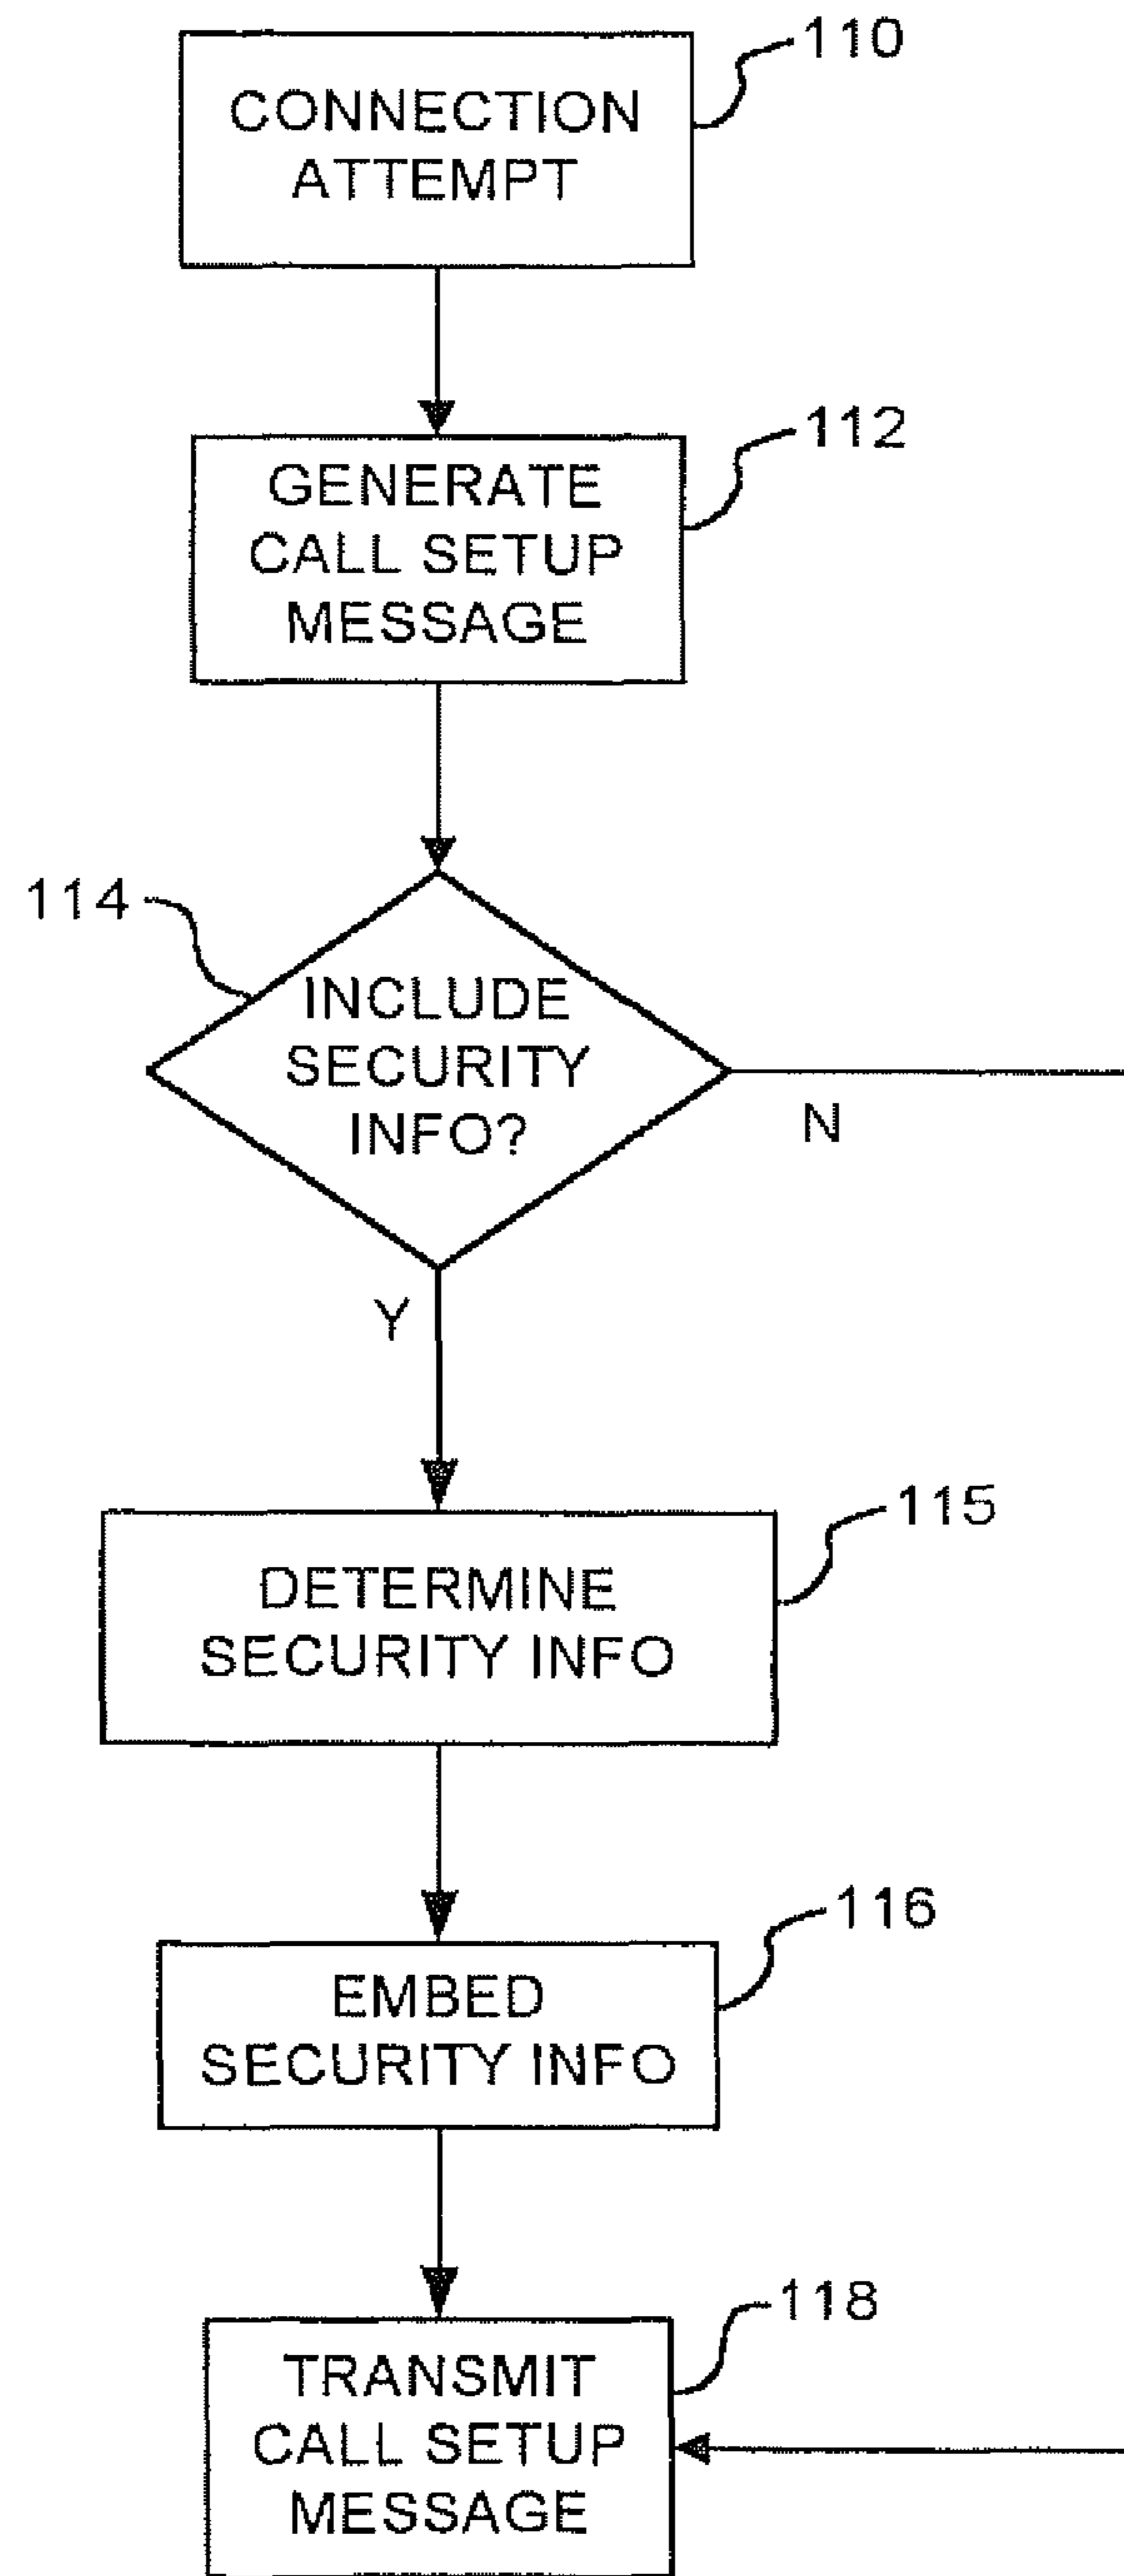 110
CONNECTION
ATTEMPT
112
GENERATE
CALL SETUP
MESSAGE
114
INCLUDE
SECURITY
INFO?
N
Y
115
DETERMINE
SECURITY INFO
116
EMBED
SECURITY INFO
118
TRANSMIT
CALL SETUP
MESSAGE